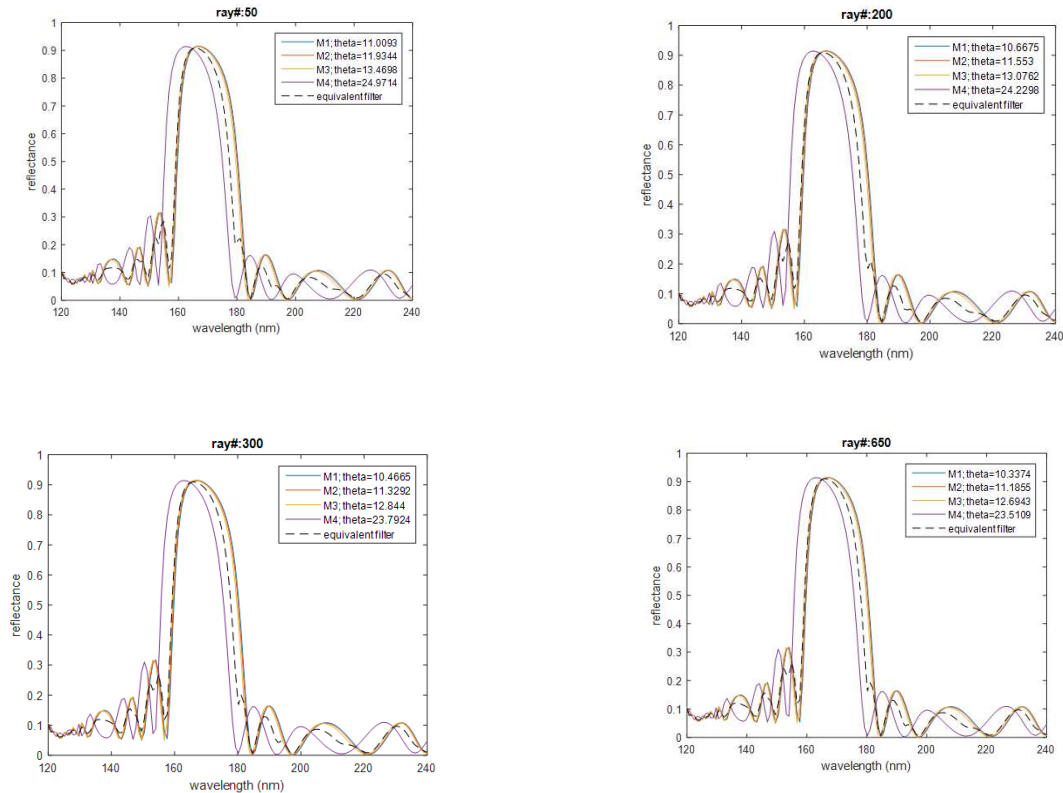 ray#:50
1
0.9
0.8
0.7
0.6
0.5
0.4
0.3
0.2
0.1
0
reflectance
M1; theta=11.0093
M2; theta=11.9344
M3; theta=13.4698
M4; theta=24.9714
equivalent filter
120 140 160 180 200 220 240
wavelength (nm)
ray#:200
1
0.9
0.8
0.7
0.6
0.5
0.4
0.3
0.2
0.1
0
reflectance
M1; theta=10.6675
M2; theta=11.553
M3; theta=13.0762
M4; theta=24.2298
equivalent filter
120 140 160 180 200 220 240
wavelength (nm)
ray#:300
1
0.9
0.8
0.7
0.6
0.5
0.4
0.3
0.2
0.1
0
reflectance
M1; theta=10.4665
M2; theta=11.3292
M3; theta=12.844
M4; theta=23.7924
equivalent filter
120 140 160 180 200 220 240
wavelength (nm)
ray#:650
1
0.9
0.8
0.7
0.6
0.5
0.4
0.3
0.2
0.1
0
reflectance
M1; theta=10.3374
M2; theta=11.1855
M3; theta=12.6943
M4; theta=23.5109
equivalent filter
120 140 160 180 200 220 240
wavelength (nm)